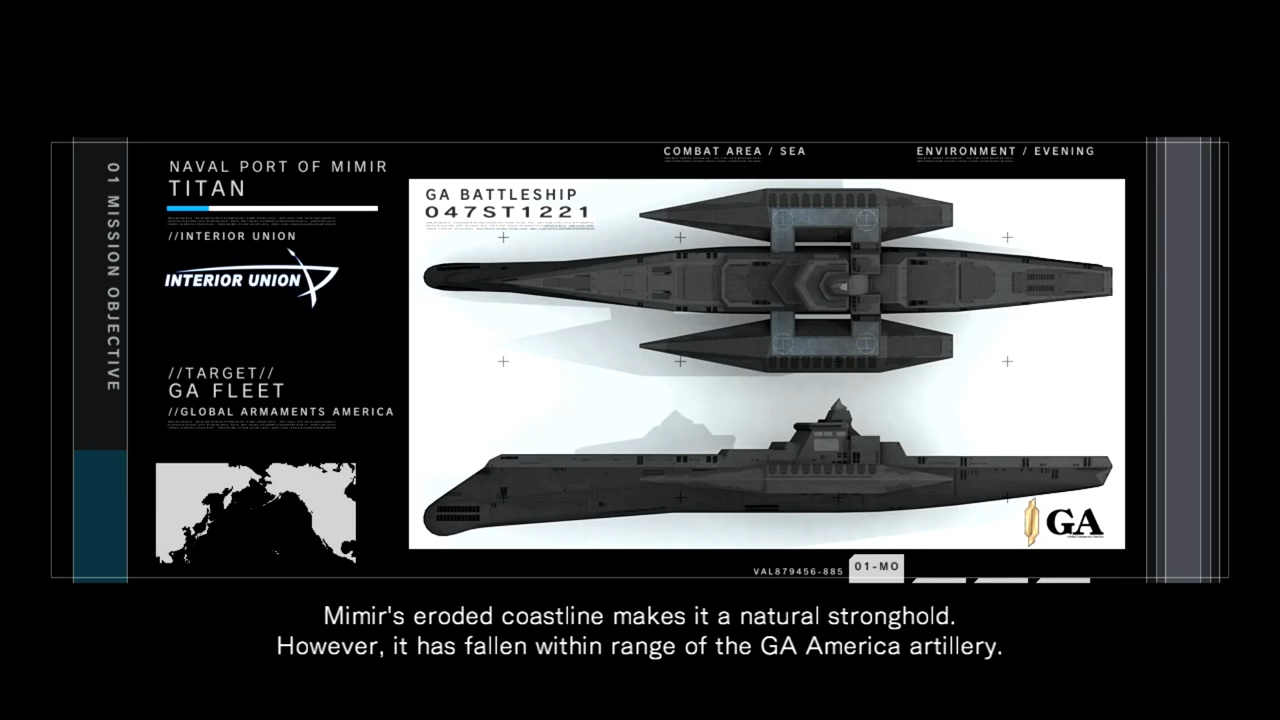 01 MISSION OBJECTIVE
NAVAL PORT OF MIMIR
TITAN
//INTERIOR UNION
INTERIOR UNION
//TARGET//
GA FLEET
//GLOBAL ARMAMENTS AMERICA
COMBAT AREA / SEA
ENVIRONMENT / EVENING
GA BATTLESHIP
047ST1221
GA
VAL879456-885
01-MO
Mimir's eroded coastline makes it a natural stronghold.
However, it has fallen within range of the GA America artillery.